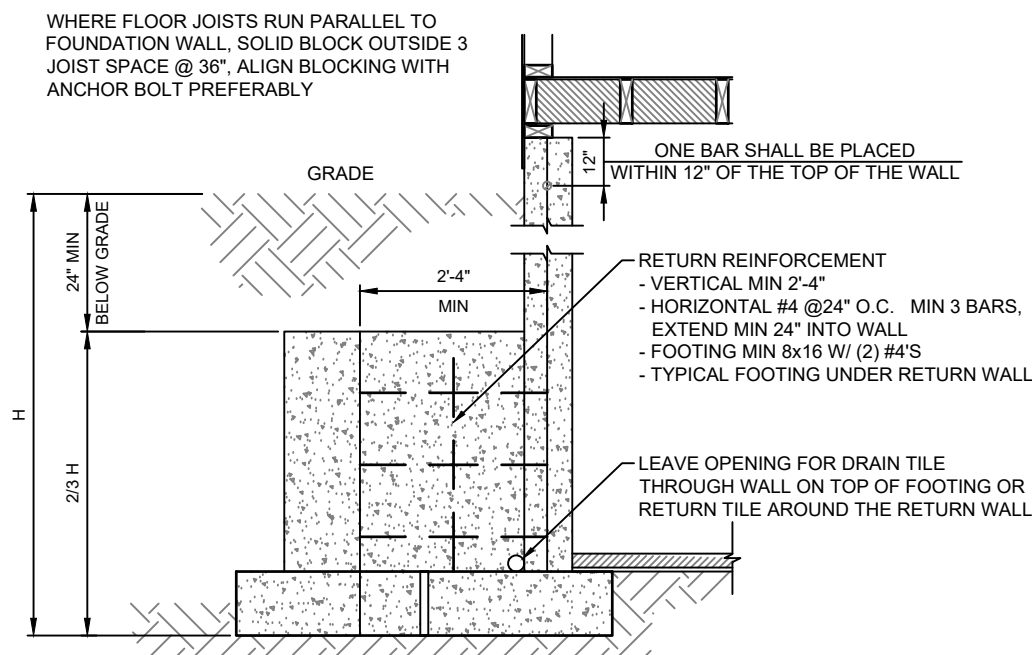 WHERE FLOOR JOISTS RUN PARALLEL TO
FOUNDATION WALL, SOLID BLOCK OUTSIDE 3
JOIST SPACE @ 36", ALIGN BLOCKING WITH
ANCHOR BOLT PREFERABLY
12"
ONE BAR SHALL BE PLACED
WITHIN 12" OF THE TOP OF THE WALL
GRADE
24" MIN
BELOW GRADE
2'-4"
MIN
RETURN REINFORCEMENT
- VERTICAL MIN 2'-4"
- HORIZONTAL #4 @24" O.C. MIN 3 BARS,
EXTEND MIN 24" INTO WALL
- FOOTING MIN 8x16 W/ (2) #4'S
- TYPICAL FOOTING UNDER RETURN WALL
H
2/3 H
LEAVE OPENING FOR DRAIN TILE
THROUGH WALL ON TOP OF FOOTING OR
RETURN TILE AROUND THE RETURN WALL